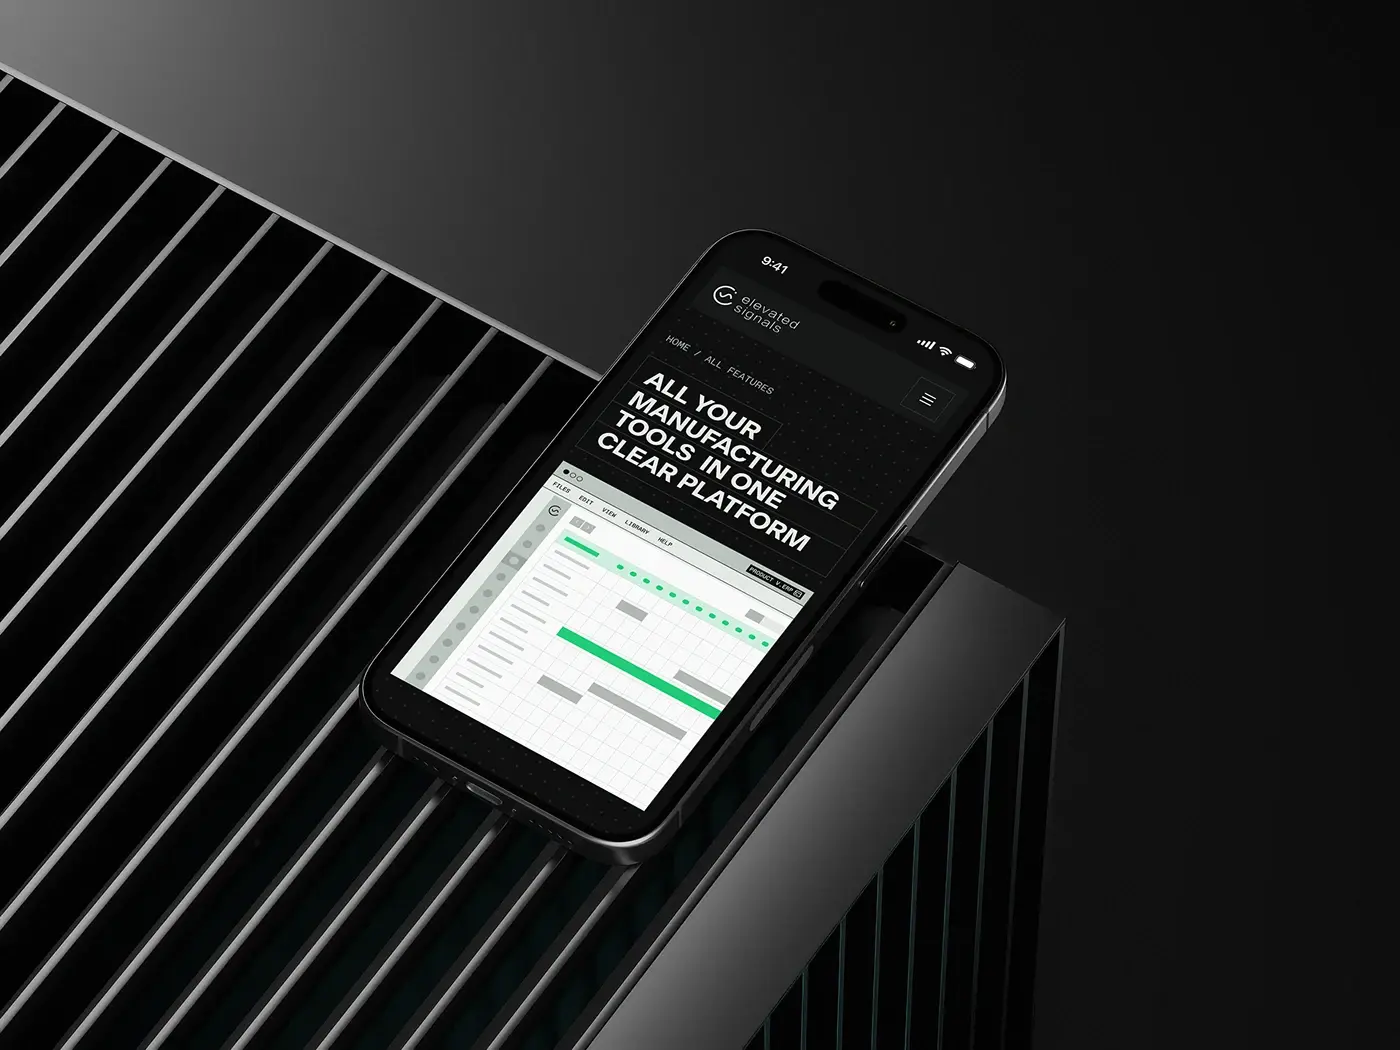 9:41
elevated
signals
HOME / ALL FEATURES
ALL YOUR
MANUFACTURING
TOOLS IN ONE
CLEAR PLATFORM
FILES EDIT VIEW LIBRARY HELP
PRODUCT V.ERP